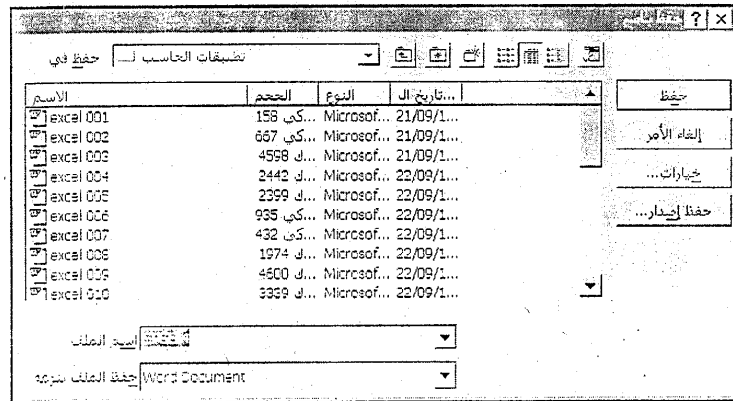 حفظ في تطبيقات الحاسب لـ...
الاسم الحجم النوع تاريخ ال...
excel 001 158 كي... Microsof... 21/09/1...
excel 002 667 كي... Microsof... 21/09/1...
excel 003 4598 ك... Microsof... 21/09/1...
excel 004 2442 ك... Microsof... 22/09/1...
excel 005 2399 ك... Microsof... 22/09/1...
excel 006 935 كي... Microsof... 22/09/1...
excel 007 432 كي... Microsof... 22/09/1...
excel 008 1974 ك... Microsof... 22/09/1...
excel 009 4600 ك... Microsof... 22/09/1...
excel 010 3339 ك... Microsof... 22/09/1...
حفظ
إلغاء الأمر
خيارات...
حفظ إصدار...
اسم الملف
حفظ الملف بنوعه Word Document